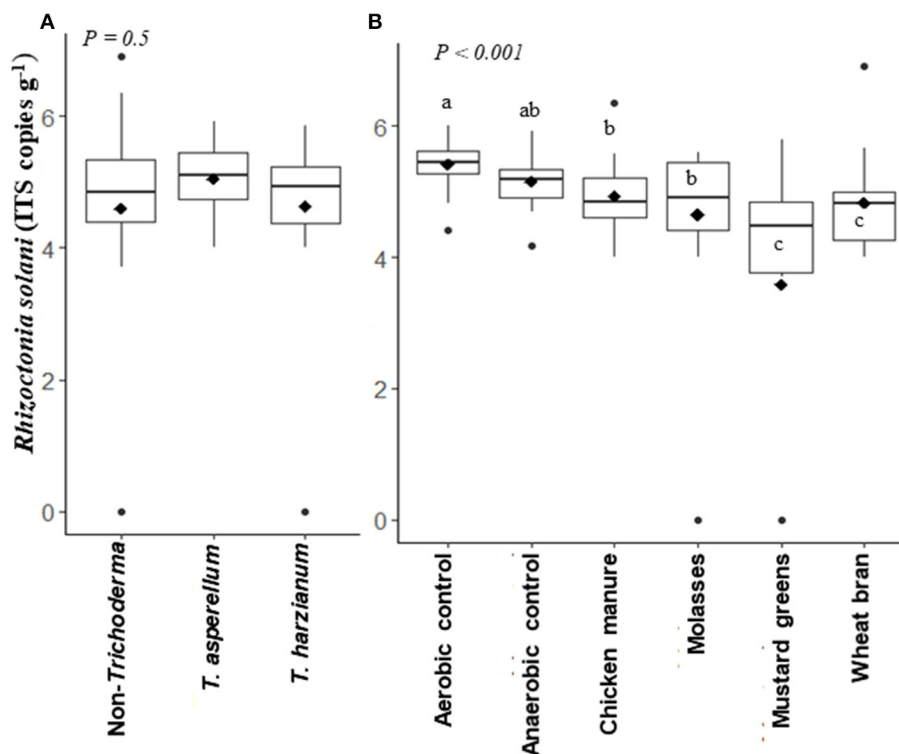 A
P = 0.5
Rhizoctonia solani (ITS copies g-1)
6
4
2
0
Non-Trichoderma
T. asperellum
T. harzianum
B
P < 0.001
a
ab
b
b
c
c
6
4
2
0
Aerobic control
Anaerobic control
Chicken manure
Molasses
Mustard greens
Wheat bran